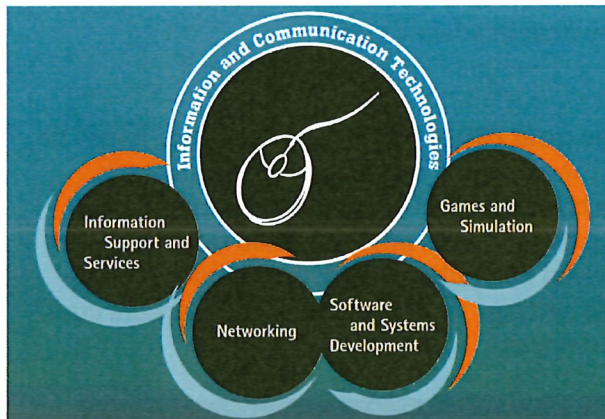 Information and Communication Technologies
Information
Support and
Services
Networking
Software
and Systems
Development
Games and
Simulation